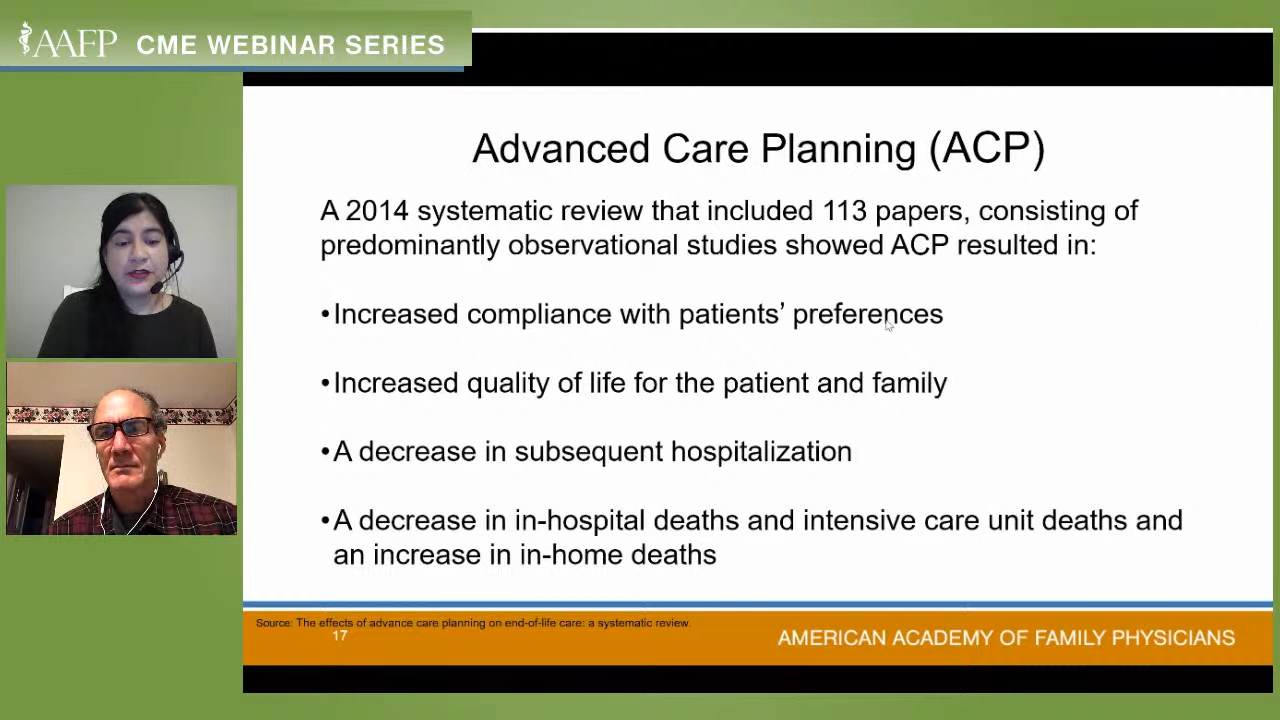 AAFP CME WEBINAR SERIES
Advanced Care Planning (ACP)
A 2014 systematic review that included 113 papers, consisting of
predominantly observational studies showed ACP resulted in:
•Increased compliance with patients’ preferences
•Increased quality of life for the patient and family
•A decrease in subsequent hospitalization
•A decrease in in-hospital deaths and intensive care unit deaths and
an increase in in-home deaths
Source: The effects of advance care planning on end-of-life care: a systematic review.
17
AMERICAN ACADEMY OF FAMILY PHYSICIANS